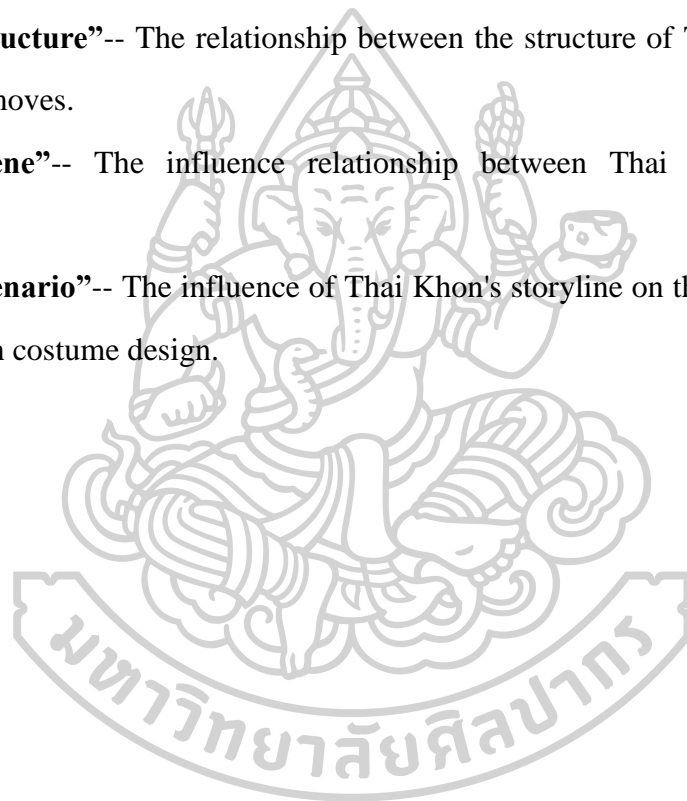 ucture”-- The relationship between the structure of
noves.
ene”-- The influence relationship between Thai
enario”-- The influence of Thai Khon's storyline on th
n costume design.
มหาวิทยาลัยศิลปากร